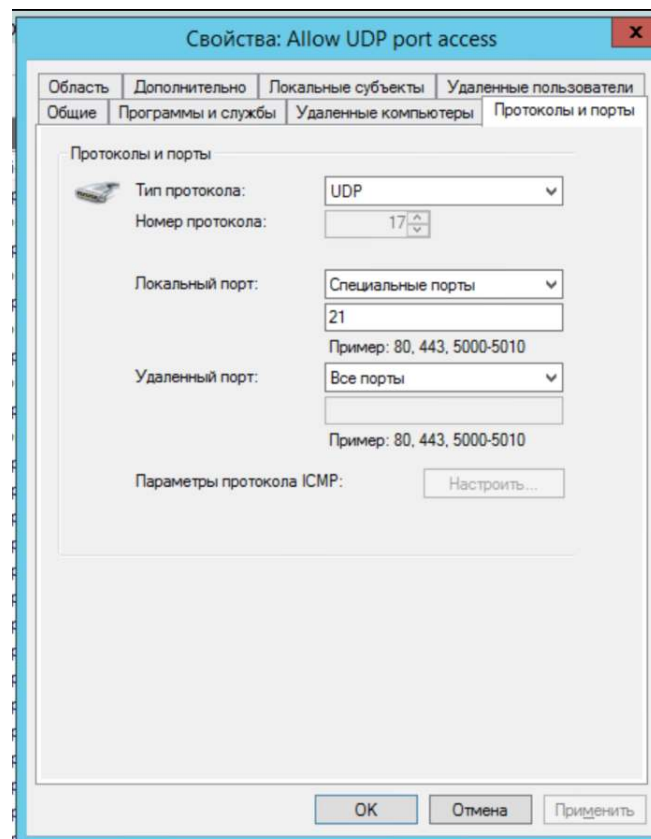 Свойства: Allow UDP port access
x
Область Дополнительно Локальные субъекты Удаленные пользователи
Общие Программы и службы Удаленные компьютеры Протоколы и порты
Протоколы и порты
Тип протокола: UDP
Номер протокола: 17
Локальный порт: Специальные порты
21
Пример: 80, 443, 5000-5010
Удаленный порт: Все порты
Пример: 80, 443, 5000-5010
Параметры протокола ICMP: Настроить...
OK Отмена Применить